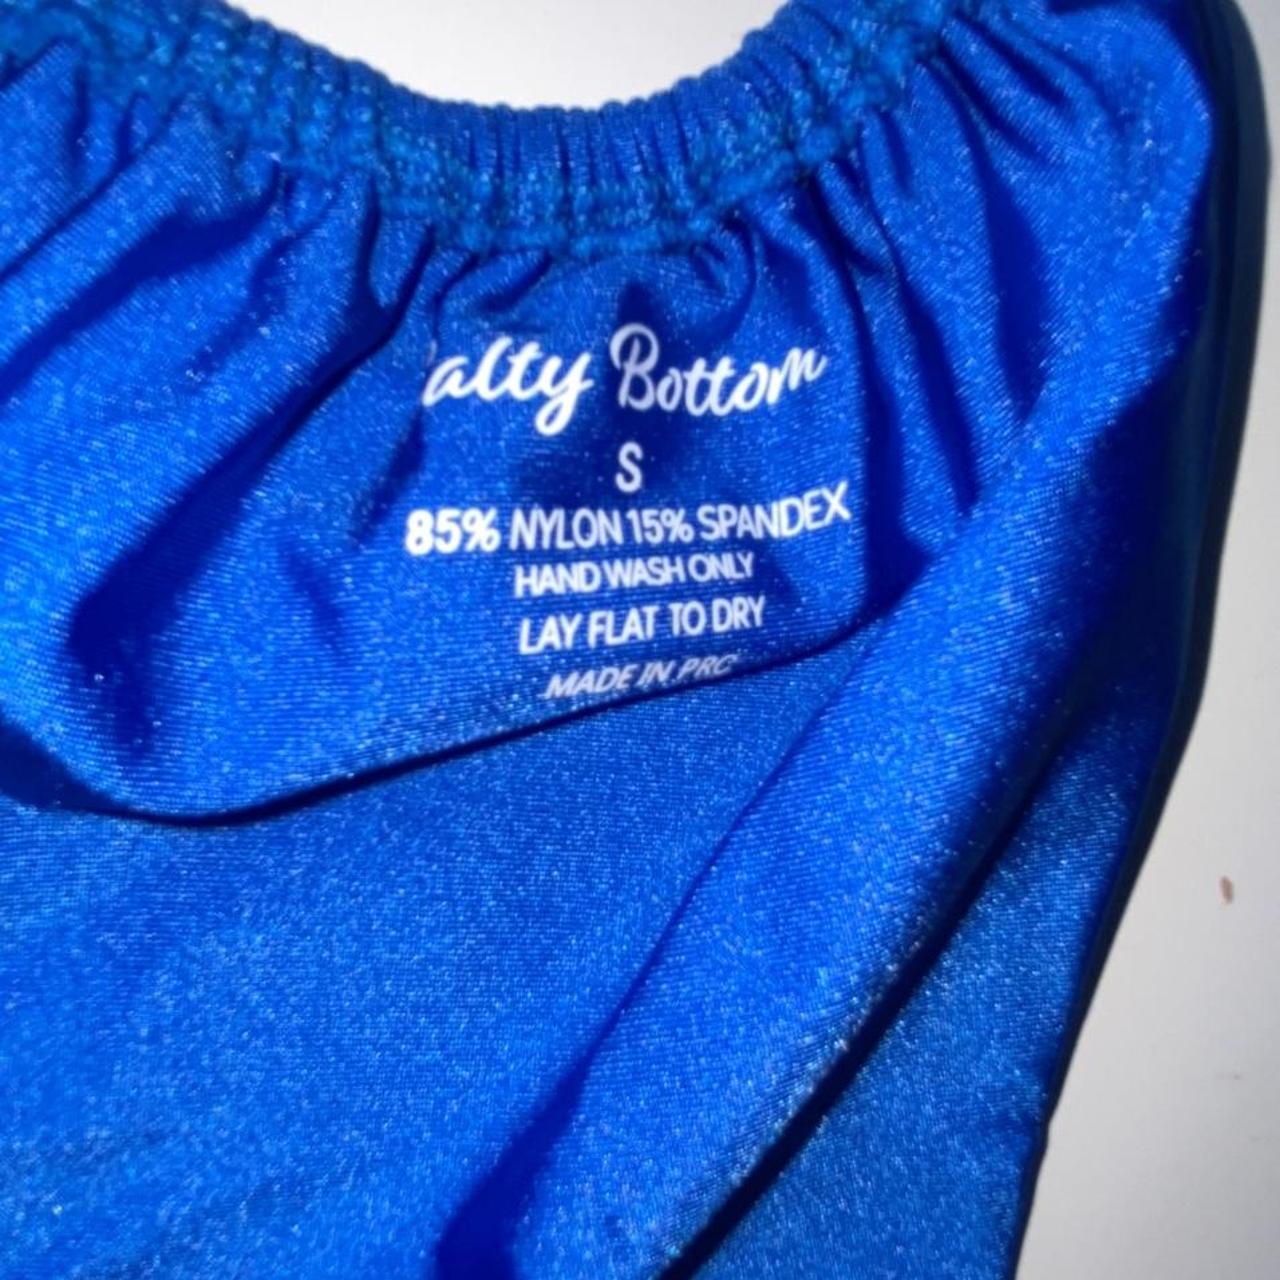 alty Bottom
S
85% NYLON 15% SPANDEX
HAND WASH ONLY
LAY FLAT TO DRY
MADE IN PRC